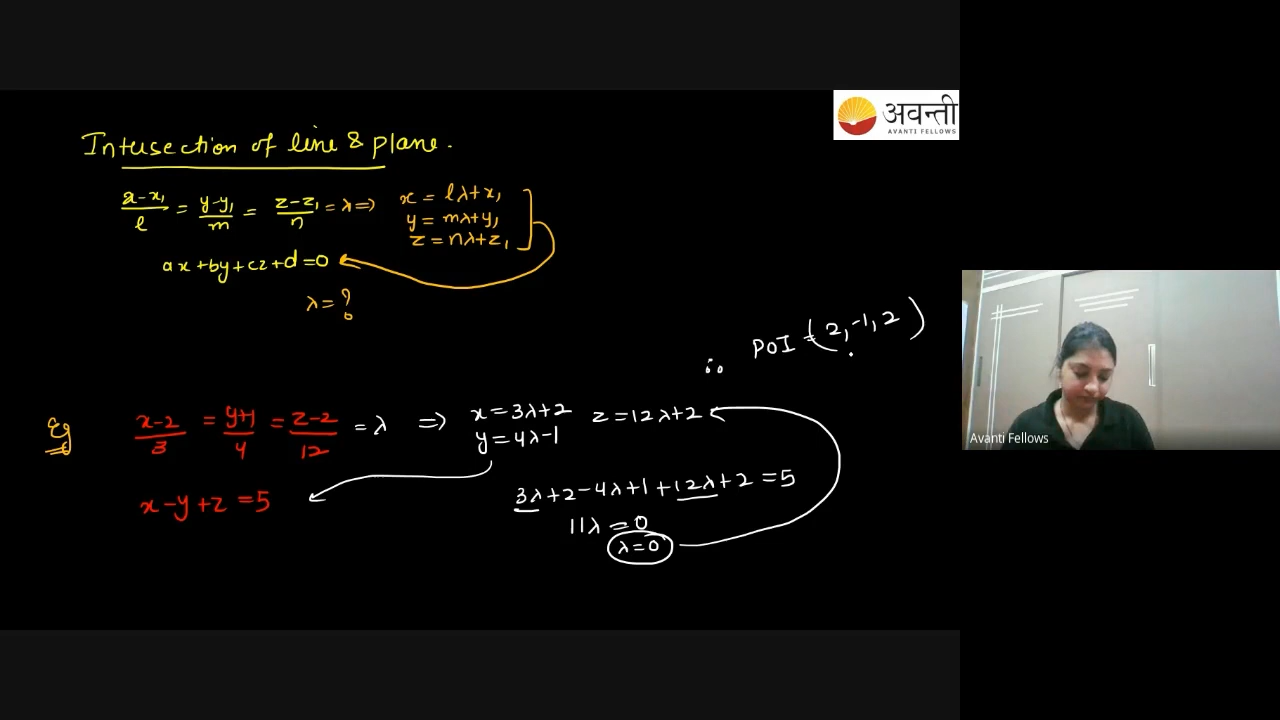 अवन्ती
AVANTI FELLOWS
Intersection of line & plane.
x-x₁/l = y-y₁/m = z-z₁/n = λ ⇒ x = lλ+x₁
y = mλ+y₁
z = nλ+z₁
ax+by+cz+d=0
λ = ?
∴ POI = (2,-1,2)
Eg x-2/3 = y+1/4 = z-2/12 = λ ⇒ x=3λ+2 z=12λ+2
y=4λ-1
x-y+z=5
3λ+2-4λ+1+12λ+2=5
11λ=0
λ=0
Avanti Fellows